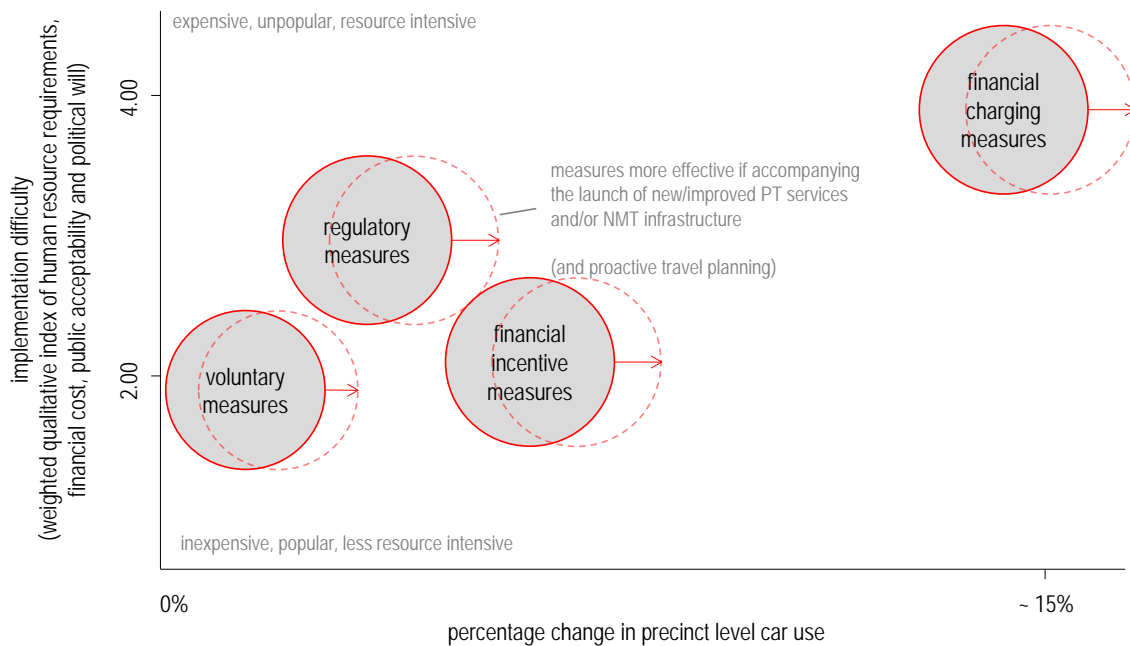 expensive, unpopular, resource intensive
implementation difficulty
(weighted qualitative index of human resource requirements,
financial cost, public acceptability and political will)
4.00
2.00
financial
charging
measures
measures more effective if accompanying
the launch of new/improved PT services
and/or NMT infrastructure
(and proactive travel planning)
regulatory
measures
financial
incentive
measures
voluntary
measures
inexpensive, popular, less resource intensive
0%
~ 15%
percentage change in precinct level car use